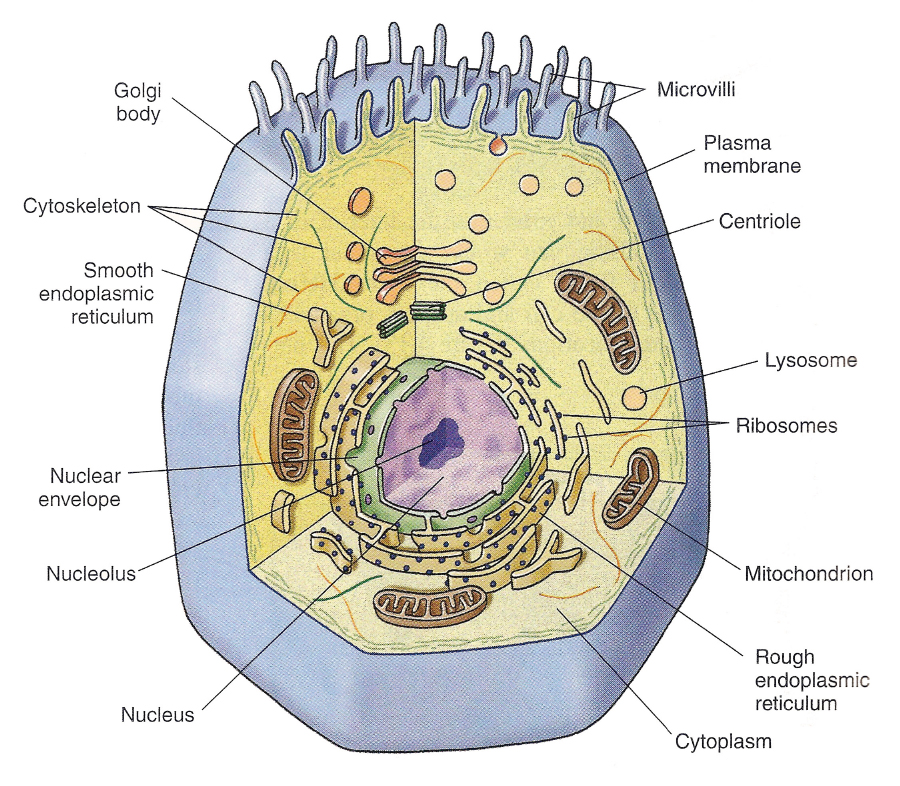 Golgi
body
Cytoskeleton
Smooth
endoplasmic
reticulum
Nuclear
envelope
Nucleolus
Nucleus
Microvilli
Plasma
membrane
Centriole
Lysosome
Ribosomes
Mitochondrion
Rough
endoplasmic
reticulum
Cytoplasm